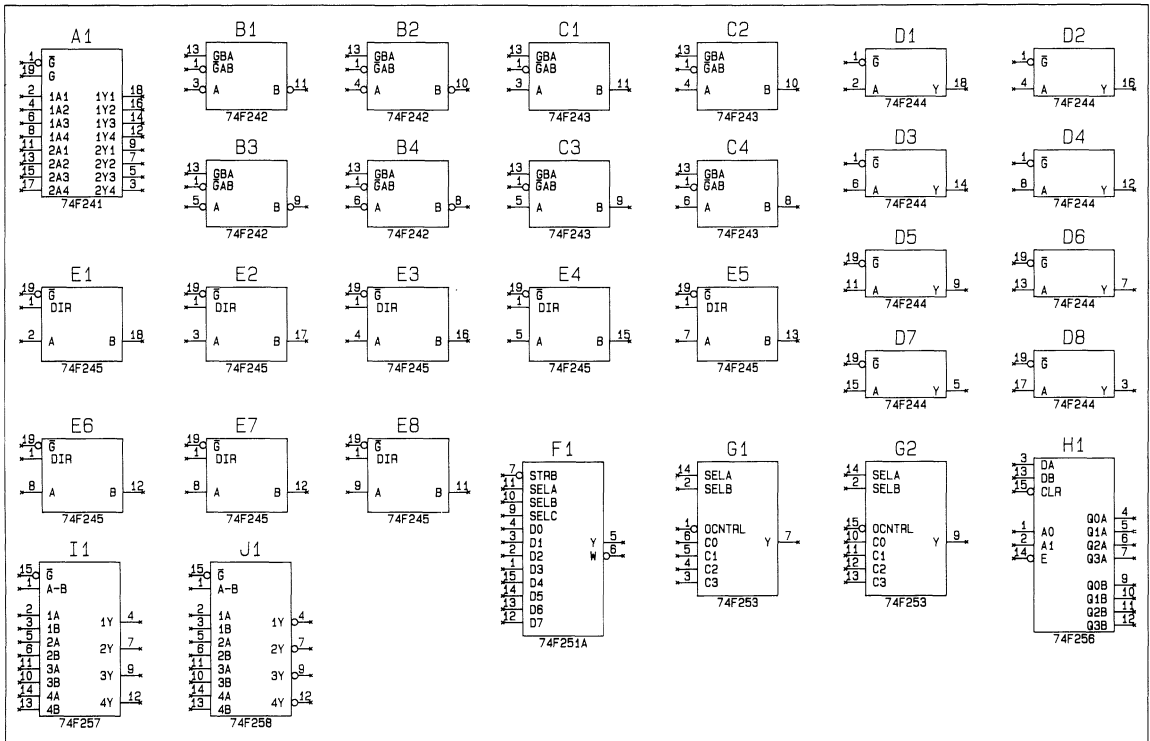 A1
1 G̅
19 G
2 1A1 1Y1 18
4 1A2 1Y2 16
6 1A3 1Y3 14
8 1A4 1Y4 12
11 2A1 2Y1 9
13 2A2 2Y2 7
15 2A3 2Y3 5
17 2A4 2Y4 3
74F241
B1
13 GBA
1 G̅AB
3 A B 11
74F242
B2
13 GBA
1 G̅AB
4 A B 10
74F242
C1
13 GBA
1 G̅AB
3 A B 11
74F243
C2
13 GBA
1 G̅AB
4 A B 10
74F243
D1
1 G̅
2 A Y 18
74F244
D2
1 G̅
4 A Y 16
74F244
B3
13 GBA
1 G̅AB
5 A B 9
74F242
B4
13 GBA
1 G̅AB
6 A B 8
74F242
C3
13 GBA
1 G̅AB
5 A B 9
74F243
C4
13 GBA
1 G̅AB
6 A B 8
74F243
D3
1 G̅
6 A Y 14
74F244
D4
1 G̅
8 A Y 12
74F244
D5
19 G̅
11 A Y 9
74F244
D6
19 G̅
13 A Y 7
74F244
E1
19 G̅
1 DIR
2 A B 18
74F245
E2
19 G̅
1 DIR
3 A B 17
74F245
E3
19 G̅
1 DIR
4 A B 16
74F245
E4
19 G̅
1 DIR
5 A B 15
74F245
E5
19 G̅
1 DIR
7 A B 13
74F245
D7
19 G̅
15 A Y 5
74F244
D8
19 G̅
17 A Y 3
74F244
E6
19 G̅
1 DIR
8 A B 12
74F245
E7
19 G̅
1 DIR
8 A B 12
74F245
E8
19 G̅
1 DIR
9 A B 11
74F245
F1
7 STRB
11 SELA
10 SELB
9 SELC
4 D0
3 D1 Y 5
2 D2 W 6
1 D3
15 D4
14 D5
13 D6
12 D7
74F251A
G1
14 SELA
2 SELB
1 OCNTRL
6 C0 Y 7
5 C1
4 C2
3 C3
74F253
G2
14 SELA
2 SELB
15 OCNTRL
10 C0 Y 9
11 C1
12 C2
13 C3
74F253
H1
3 DA
13 DB
15 CLR
Q0A 4
1 A0 Q1A 5
2 A1 Q2A 6
14 E Q3A 7
Q0B 9
Q1B 10
Q2B 11
Q3B 12
74F256
I1
15 G̅
1 A-B
2 1A 1Y 4
3 1B
5 2A 2Y 7
6 2B
11 3A 3Y 9
10 3B
14 4A 4Y 12
13 4B
74F257
J1
15 G̅
1 A-B
2 1A 1Y 4
3 1B
5 2A 2Y 7
6 2B
11 3A 3Y 9
10 3B
14 4A 4Y 12
13 4B
74F258